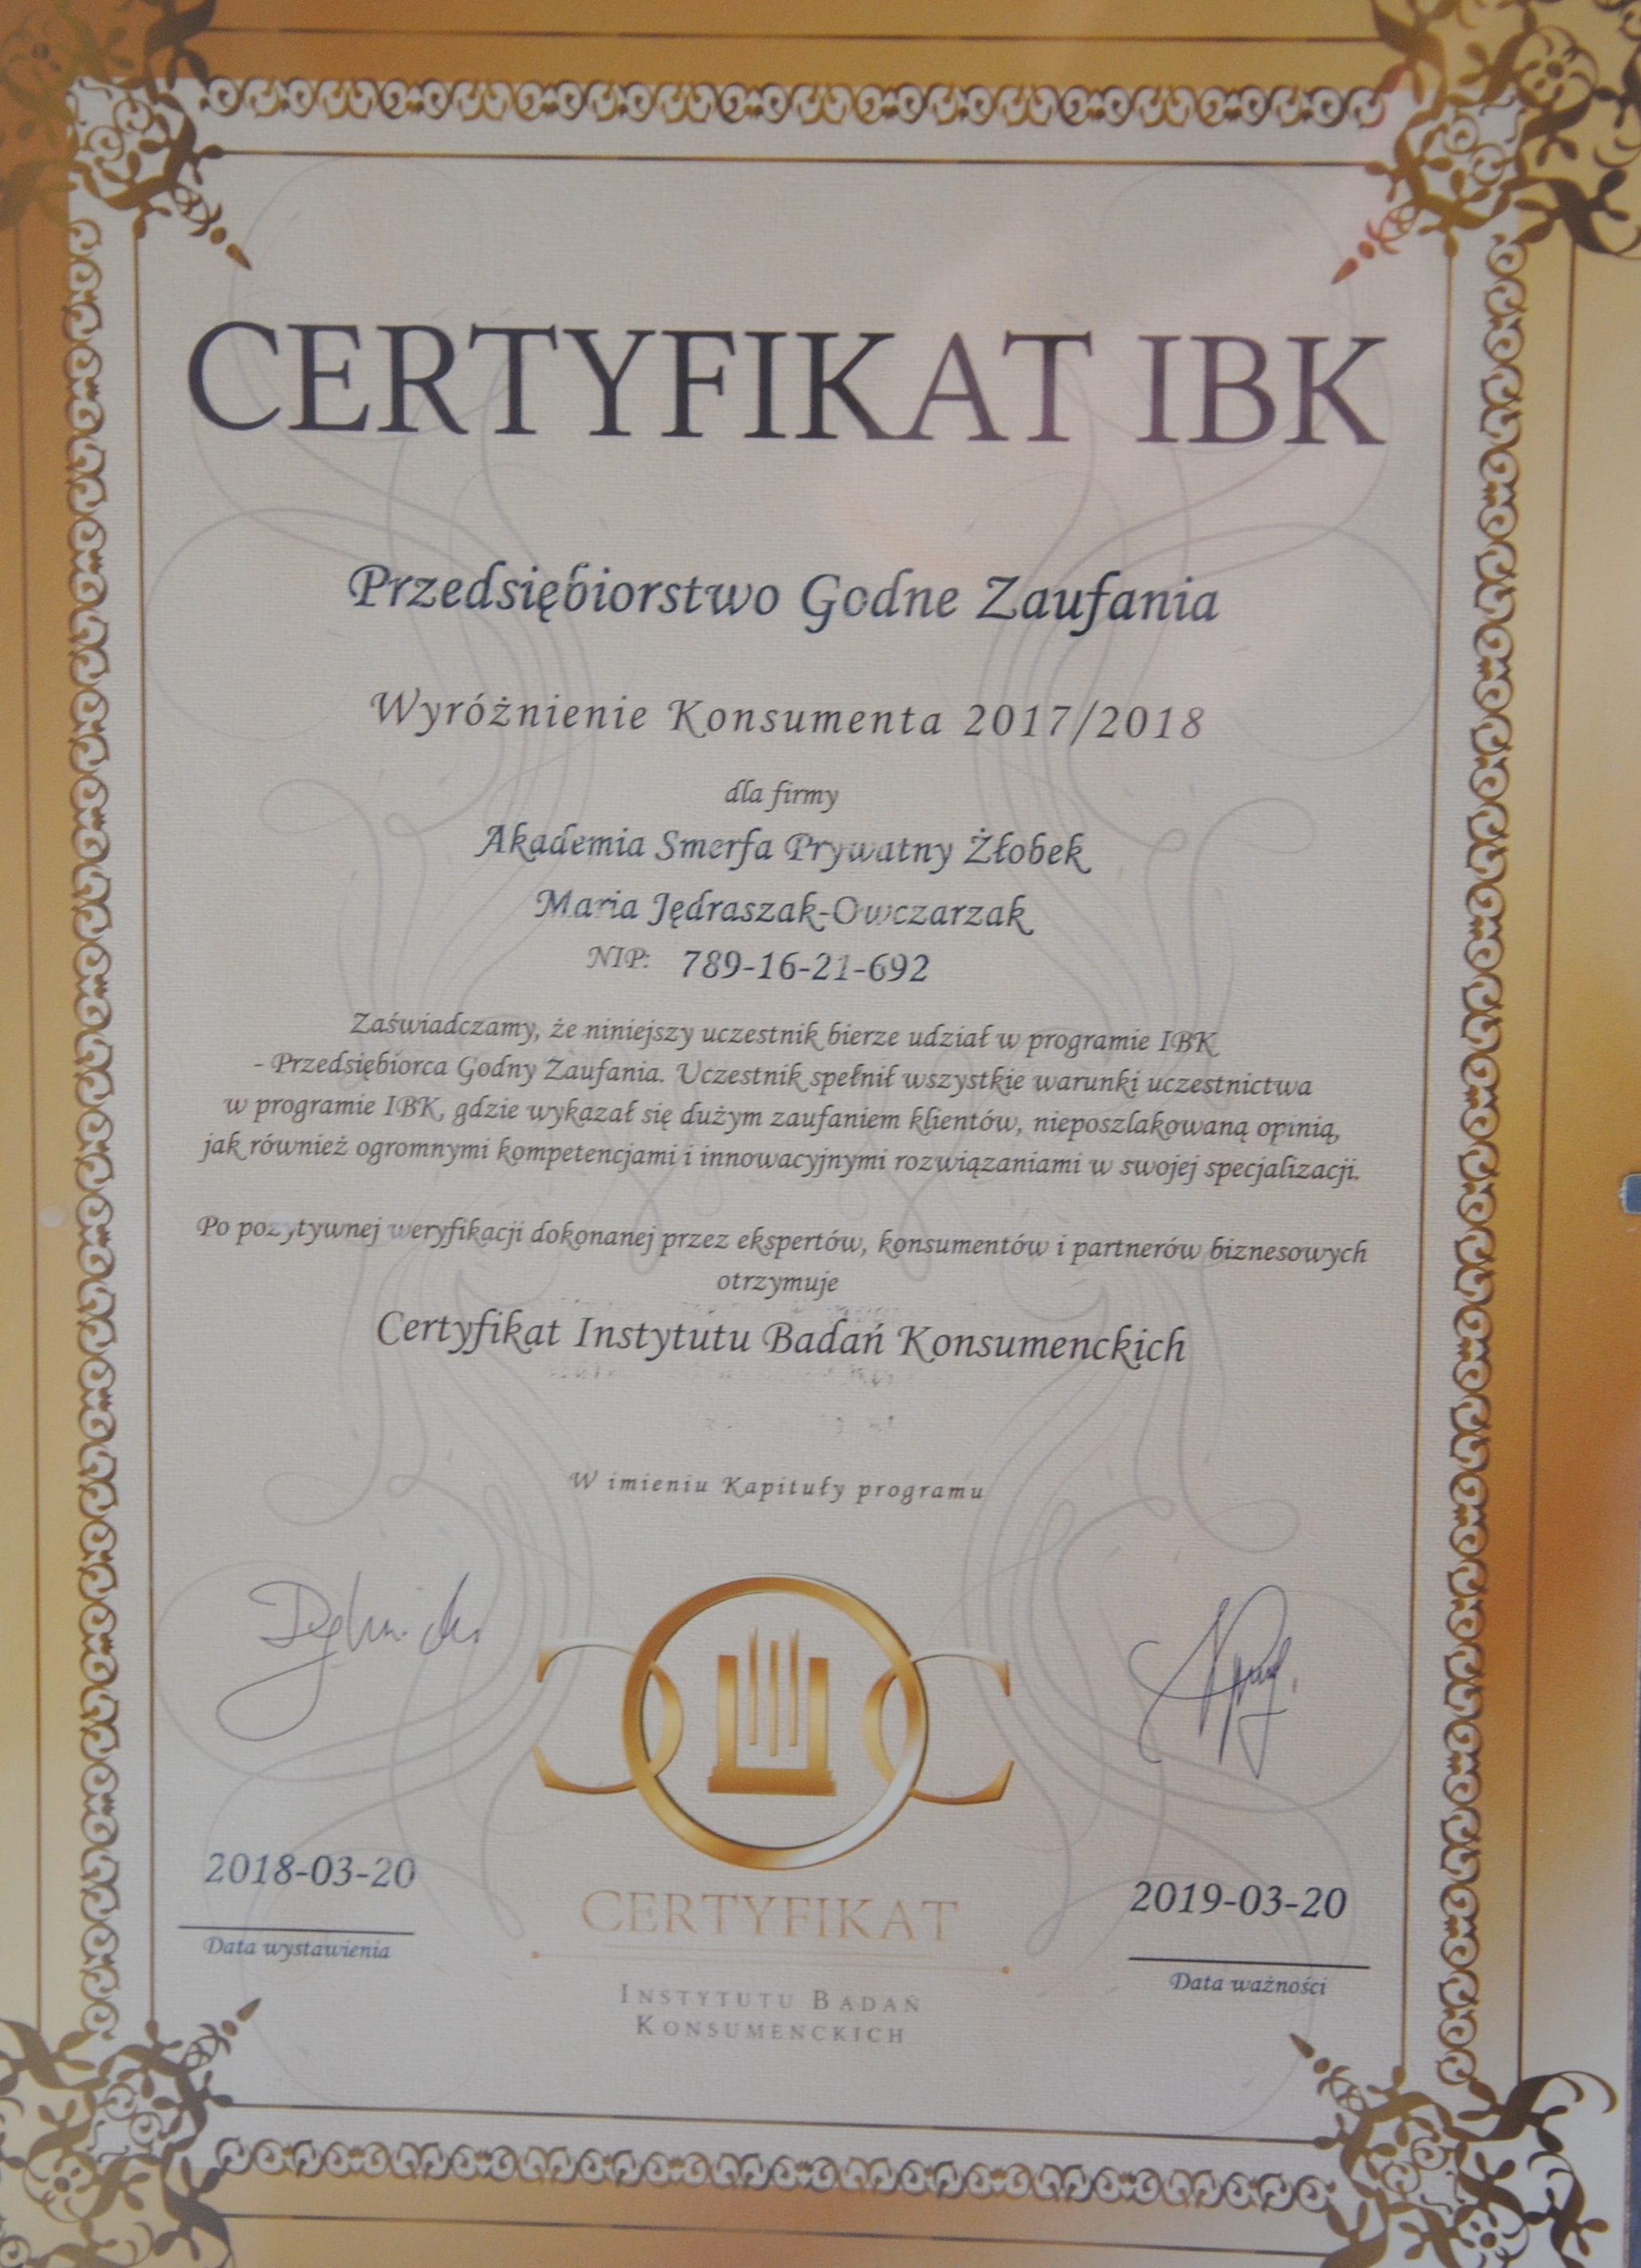 CERTYFIKAT IBK
Przedsiębiorstwo Godne Zaufania
Wyróżnienie Konsumenta 2017/2018
dla firmy
Akademia Smerfa Prywatny Żłobek
Maria Jędraszak-Owczarzak
NIP: 789-16-21-692
Zaświadczamy, że niniejszy uczestnik bierze udział w programie IBK
- Przedsiębiorca Godny Zaufania. Uczestnik spełnił wszystkie warunki uczestnictwa
w programie IBK, gdzie wykazał się dużym zaufaniem klientów, nieposzlakowaną opinią,
jak również ogromnymi kompetencjami i innowacyjnymi rozwiązaniami w swojej specjalizacji.
Po pozytywnej weryfikacji dokonanej przez ekspertów, konsumentów i partnerów biznesowych
otrzymuje
Certyfikat Instytutu Badań Konsumenckich
W imieniu Kapituły programu
2018-03-20
Data wystawienia
CERTYFIKAT
INSTYTUTU BADAŃ
KONSUMENCKICH
2019-03-20
Data ważności